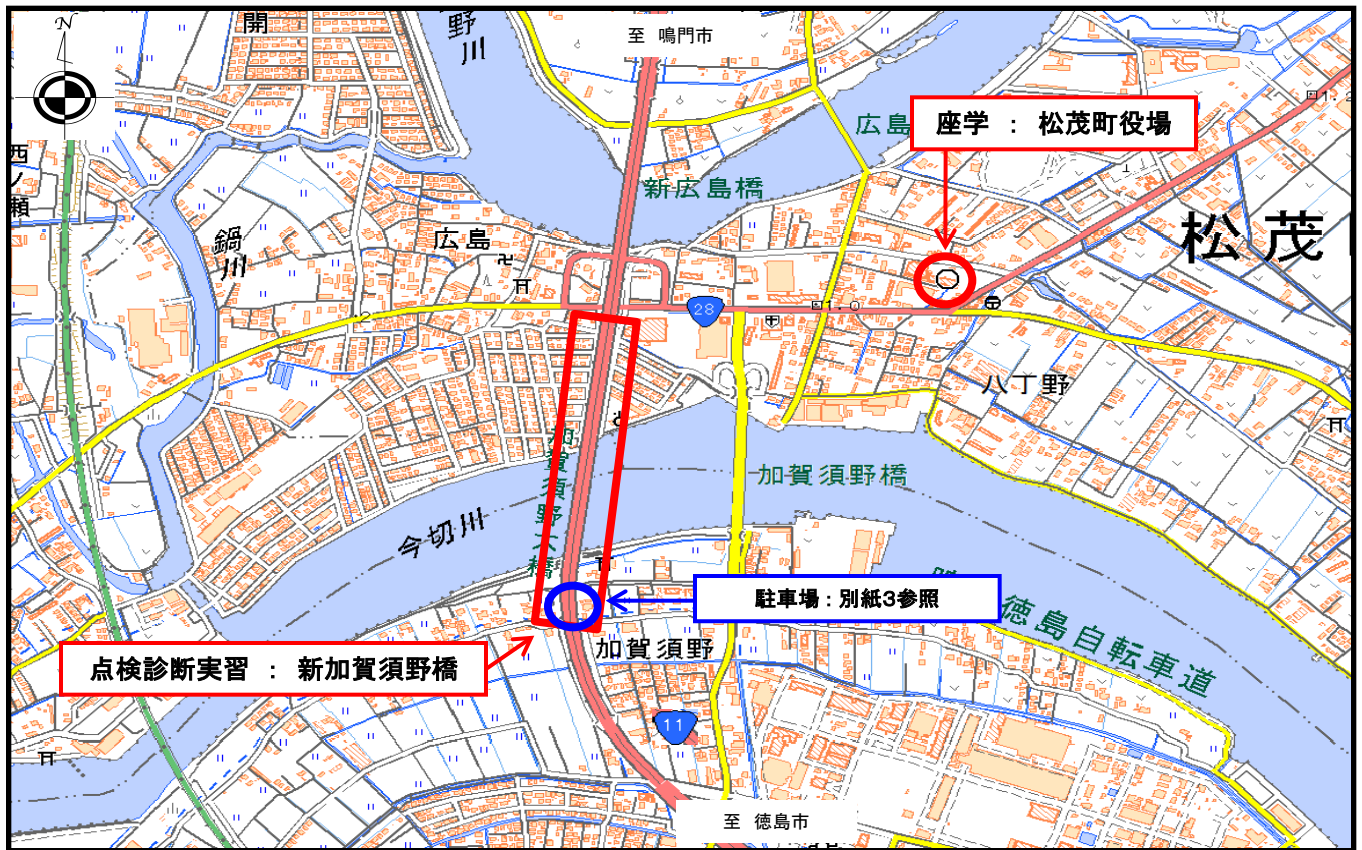 N
開
野川
至 鳴門市
広島
座学 : 松茂町役場
西ノ
新広島橋
松茂
鍋川
広島
28
八丁野
加賀須野大橋
加賀須野橋
今切川
駐車場:別紙3参照
徳島自転車道
点検診断実習 : 新加賀須野橋
加賀須野
11
至 徳島市